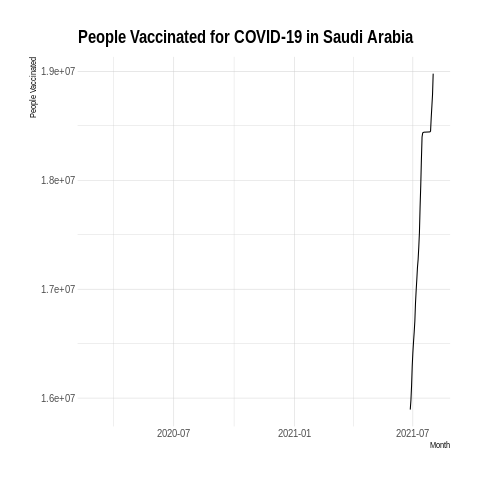 People Vaccinated for COVID-19 in Saudi Arabia
People Vaccinated
1.9e+07
1.8e+07
1.7e+07
1.6e+07
2020-07 2021-01 2021-07
Month